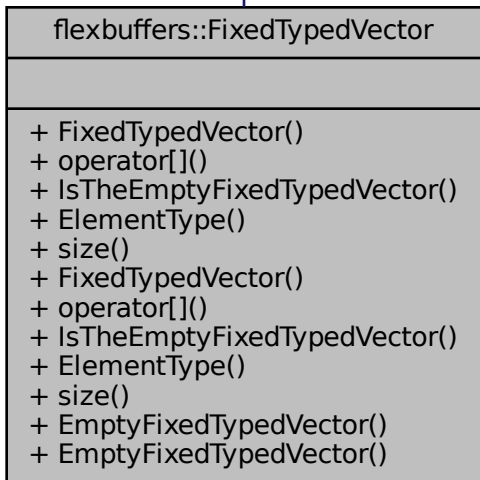 flexbuffers::FixedTypedVector
+ FixedTypedVector()
+ operator[]()
+ IsTheEmptyFixedTypedVector()
+ ElementType()
+ size()
+ FixedTypedVector()
+ operator[]()
+ IsTheEmptyFixedTypedVector()
+ ElementType()
+ size()
+ EmptyFixedTypedVector()
+ EmptyFixedTypedVector()